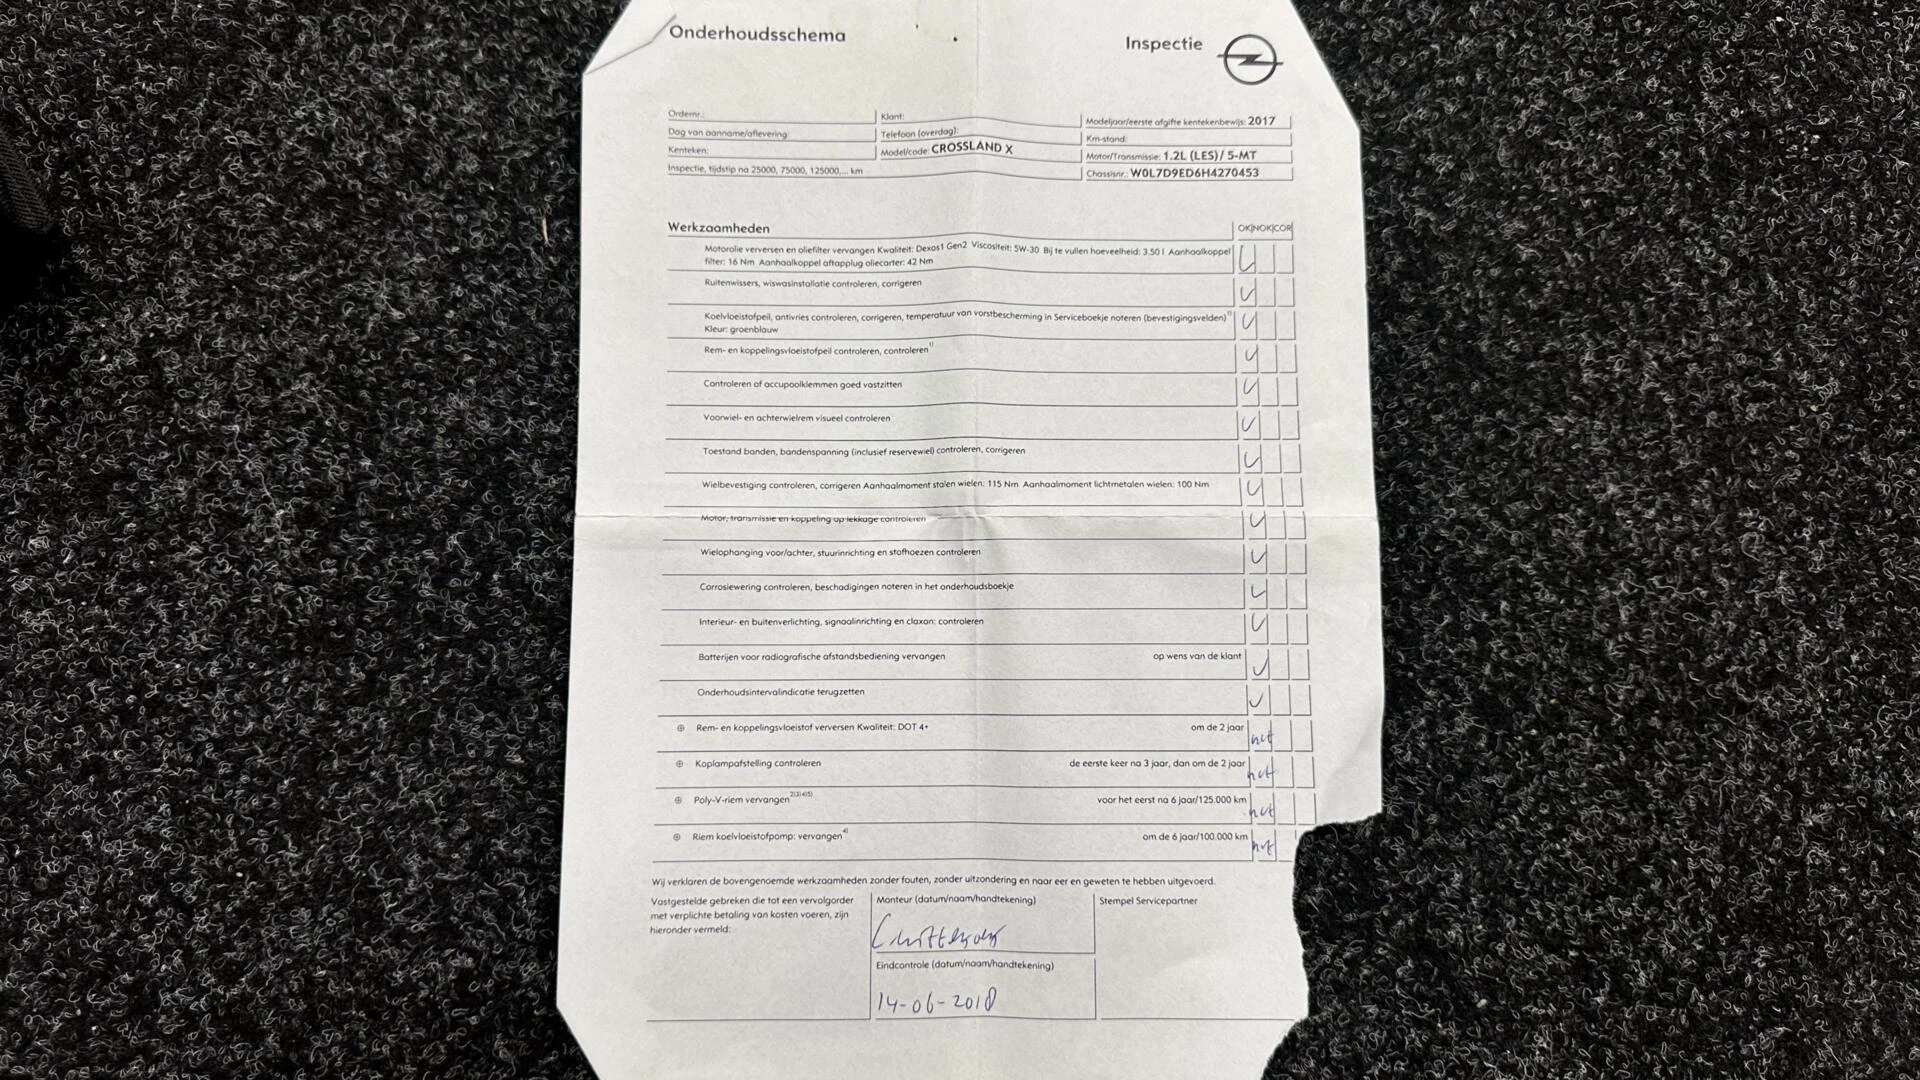 Onderhoudsschema
Inspectie
Ordernr.:
Klant:
Modeljaar/eerste afgifte kentekenbewijs: 2017
Dag van aanname/aflevering:
Telefoon (overdag):
Km-stand:
Kenteken:
Model/code: CROSSLAND X
Motor/Transmissie: 1.2L (LES) / 5-MT
Inspectie, tijdstip na 25000, 75000, 125000,... km
Chassisnr.: W0L7D9ED6H4270453
Werkzaamheden
OK|NOK|COR
Motorolie verversen en oliefilter vervangen Kwaliteit: Dexos1 Gen2 Viscositeit: 5W-30 Bij te vullen hoeveelheid: 3.50 l Aanhaalkoppel
filter: 16 Nm Aanhaalkoppel aftapplug oliecarter: 42 Nm
Ruitenwissers, wiswasinstallatie controleren, corrigeren
Koelvloeistofpeil, antivries controleren, corrigeren, temperatuur van vorstbescherming in Serviceboekje noteren (bevestigingsvelden)¹⁾
Kleur: groenblauw
Rem- en koppelingsvloeistofpeil controleren, controleren¹⁾
Controleren of accupoolklemmen goed vastzitten
Voorwiel- en achterwielrem visueel controleren
Toestand banden, bandenspanning (inclusief reservewiel) controleren, corrigeren
Wielbevestiging controleren, corrigeren Aanhaalmoment stalen wielen: 115 Nm Aanhaalmoment lichtmetalen wielen: 100 Nm
Motor, transmissie en koppeling op lekkage controleren
Wielophanging voor/achter, stuurinrichting en stofhoezen controleren
Corrosiewering controleren, beschadigingen noteren in het onderhoudsboekje
Interieur- en buitenverlichting, signaalinrichting en claxon: controleren
Batterijen voor radiografische afstandsbediening vervangen op wens van de klant
Onderhoudsintervalindicatie terugzetten
⊕ Rem- en koppelingsvloeistof verversen Kwaliteit: DOT 4+ om de 2 jaar nvt
⊕ Koplampafstelling controleren de eerste keer na 3 jaar, dan om de 2 jaar nvt
⊕ Poly-V-riem vervangen²⁾³⁾⁴⁾⁵⁾ voor het eerst na 6 jaar/125.000 km nvt
⊕ Riem koelvloeistofpomp: vervangen⁴⁾ om de 6 jaar/100.000 km nvt
Wij verklaren de bovengenoemde werkzaamheden zonder fouten, zonder uitzondering en naar eer en geweten te hebben uitgevoerd.
Vastgestelde gebreken die tot een vervolgorder
met verplichte betaling van kosten voeren, zijn
hieronder vermeld:
Monteur (datum/naam/handtekening)
Stempel Servicepartner
Eindcontrole (datum/naam/handtekening)
14-06-2018